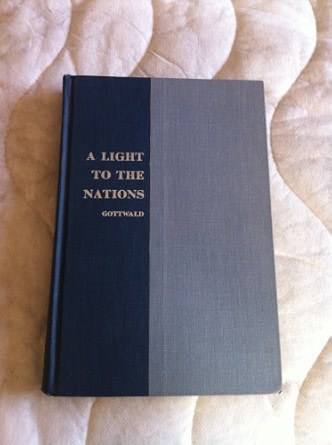 A LIGHT
TO THE
NATIONS
GOTTWALD